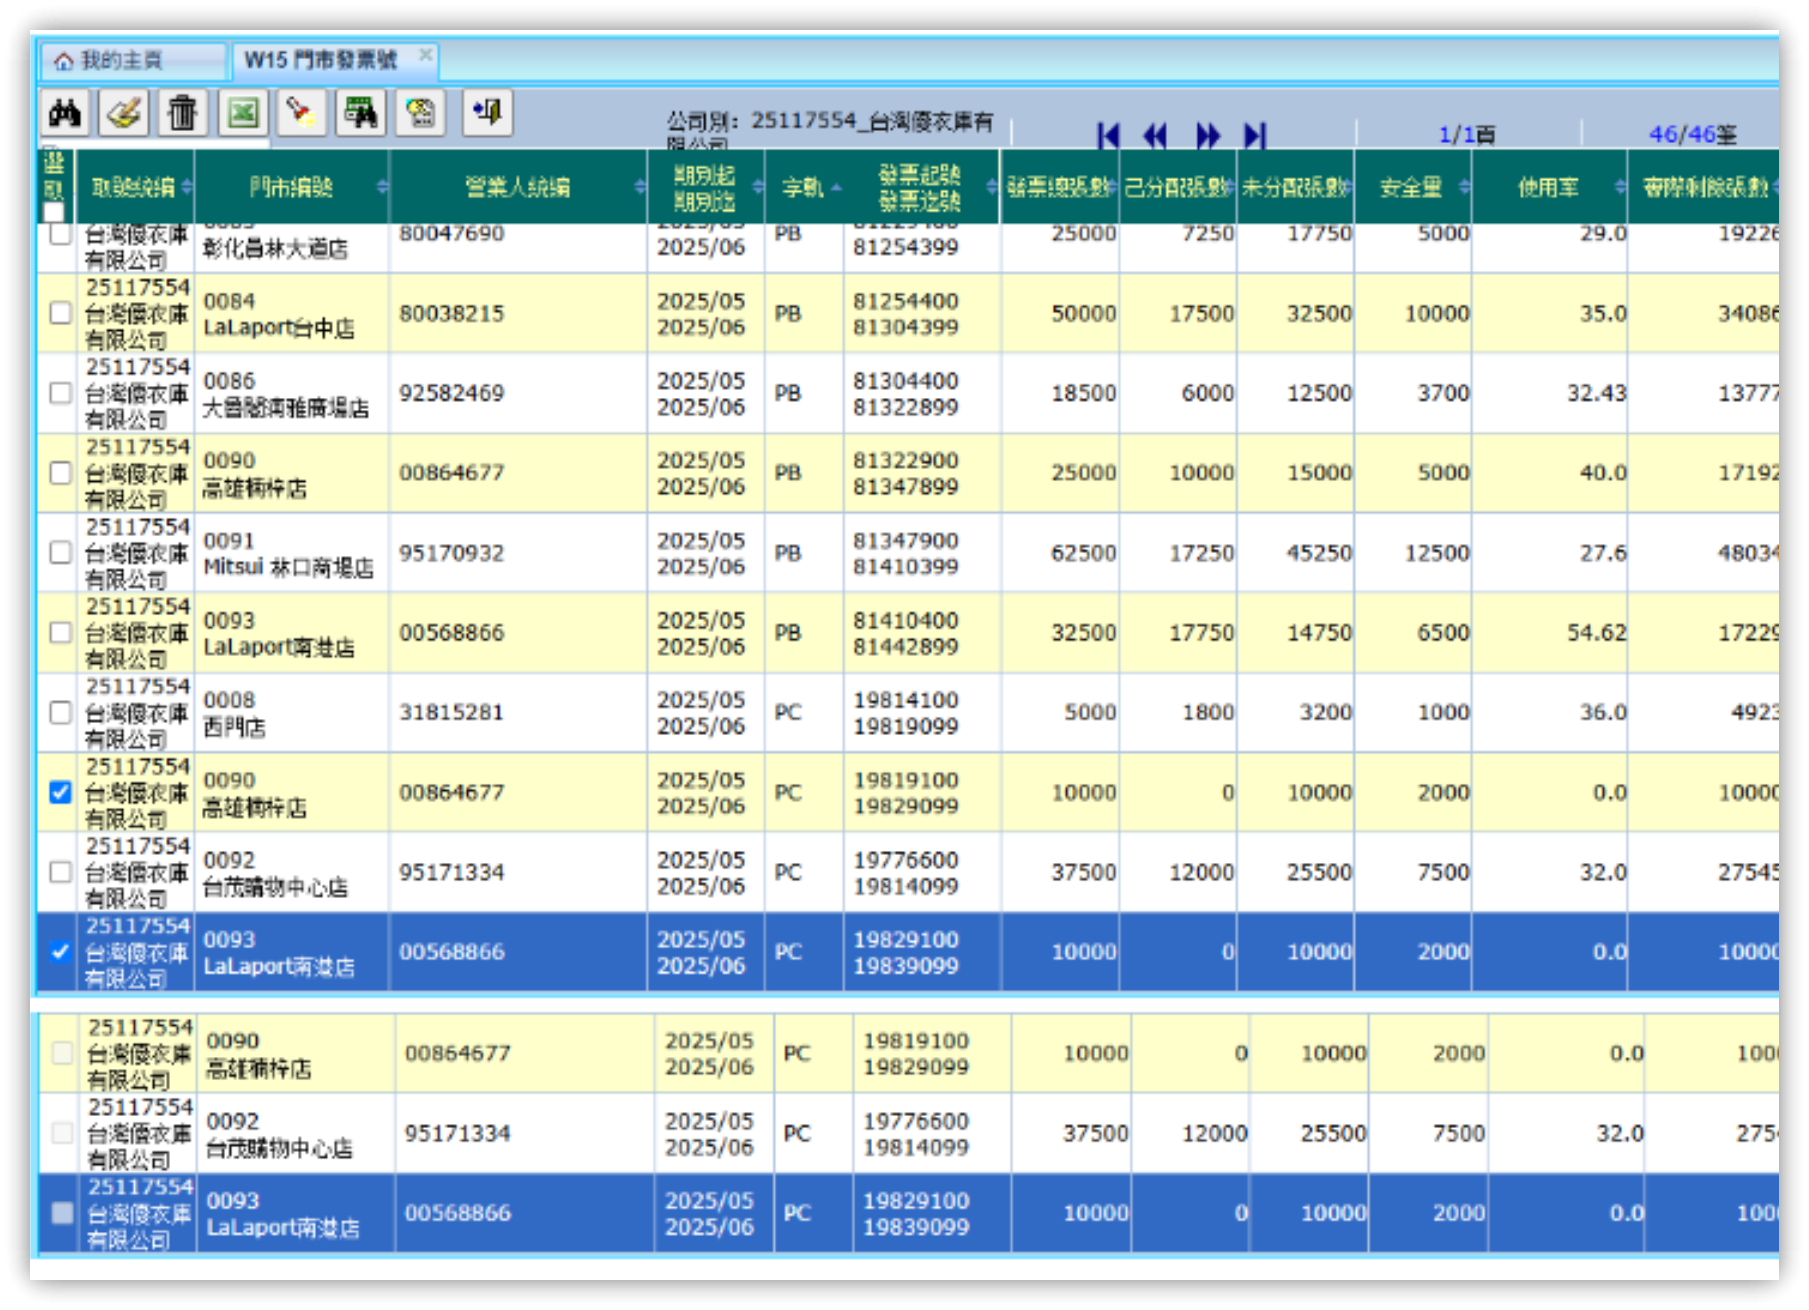 我的主頁 W15 門市發票號
公司別：25117554_台灣優衣庫有
限公司
1/1頁 46/46筆
選取 取號統編 門市編號 營業人統編 期別起 期別迄 字軌 發票起號 發票迄號 發票總張數 已分配張數 未分配張數 安全量 使用率 實際剩餘張數
台灣優衣庫有限公司 彰化員林大道店 80047690 2025/06 PB 81254399 25000 7250 17750 5000 29.0 19226
25117554 台灣優衣庫有限公司 0084 LaLaport台中店 80038215 2025/05 2025/06 PB 81254400 81304399 50000 17500 32500 10000 35.0 34086
25117554 台灣優衣庫有限公司 0086 大魯閣湳雅廣場店 92582469 2025/05 2025/06 PB 81304400 81322899 18500 6000 12500 3700 32.43 13777
25117554 台灣優衣庫有限公司 0090 高雄楠梓店 00864677 2025/05 2025/06 PB 81322900 81347899 25000 10000 15000 5000 40.0 17192
25117554 台灣優衣庫有限公司 0091 Mitsui 林口商場店 95170932 2025/05 2025/06 PB 81347900 81410399 62500 17250 45250 12500 27.6 48034
25117554 台灣優衣庫有限公司 0093 LaLaport南港店 00568866 2025/05 2025/06 PB 81410400 81442899 32500 17750 14750 6500 54.62 17229
25117554 台灣優衣庫有限公司 0008 西門店 31815281 2025/05 2025/06 PC 19814100 19819099 5000 1800 3200 1000 36.0 4923
25117554 台灣優衣庫有限公司 0090 高雄楠梓店 00864677 2025/05 2025/06 PC 19819100 19829099 10000 0 10000 2000 0.0 10000
25117554 台灣優衣庫有限公司 0092 台茂購物中心店 95171334 2025/05 2025/06 PC 19776600 19814099 37500 12000 25500 7500 32.0 27545
25117554 台灣優衣庫有限公司 0093 LaLaport南港店 00568866 2025/05 2025/06 PC 19829100 19839099 10000 0 10000 2000 0.0 10000
25117554 台灣優衣庫有限公司 0090 高雄楠梓店 00864677 2025/05 2025/06 PC 19819100 19829099 10000 0 10000 2000 0.0 100
25117554 台灣優衣庫有限公司 0092 台茂購物中心店 95171334 2025/05 2025/06 PC 19776600 19814099 37500 12000 25500 7500 32.0 275
25117554 台灣優衣庫有限公司 0093 LaLaport南港店 00568866 2025/05 2025/06 PC 19829100 19839099 10000 0 10000 2000 0.0 100